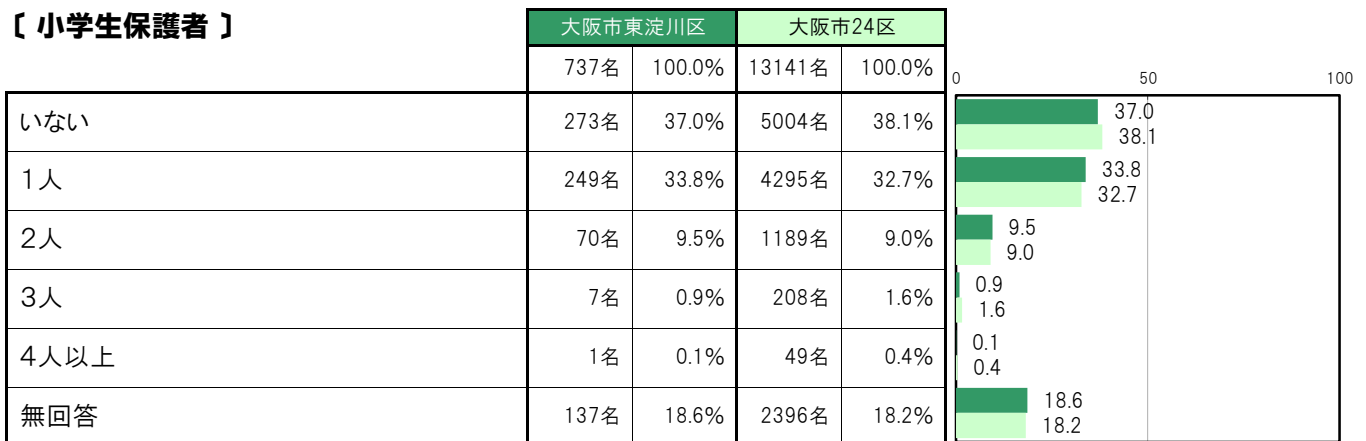 〔 小学生保護者 〕
大阪市東淀川区 大阪市24区
737名 100.0% 13141名 100.0%
0 50 100
いない 273名 37.0% 5004名 38.1% 37.0
38.1
1人 249名 33.8% 4295名 32.7% 33.8
32.7
2人 70名 9.5% 1189名 9.0% 9.5
9.0
3人 7名 0.9% 208名 1.6% 0.9
1.6
4人以上 1名 0.1% 49名 0.4% 0.1
0.4
無回答 137名 18.6% 2396名 18.2% 18.6
18.2